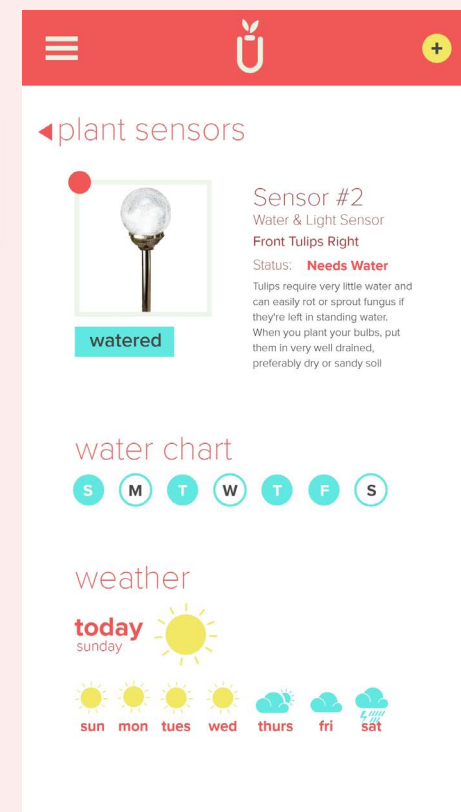 +
plant sensors
Sensor #2
Water & Light Sensor
Front Tulips Right
Status: Needs Water
Tulips require very little water and
can easily rot or sprout fungus if
they're left in standing water.
When you plant your bulbs, put
them in very well drained,
preferably dry or sandy soil
watered
water chart
S M T W T F S
weather
today
sunday
sun mon tues wed thurs fri sat